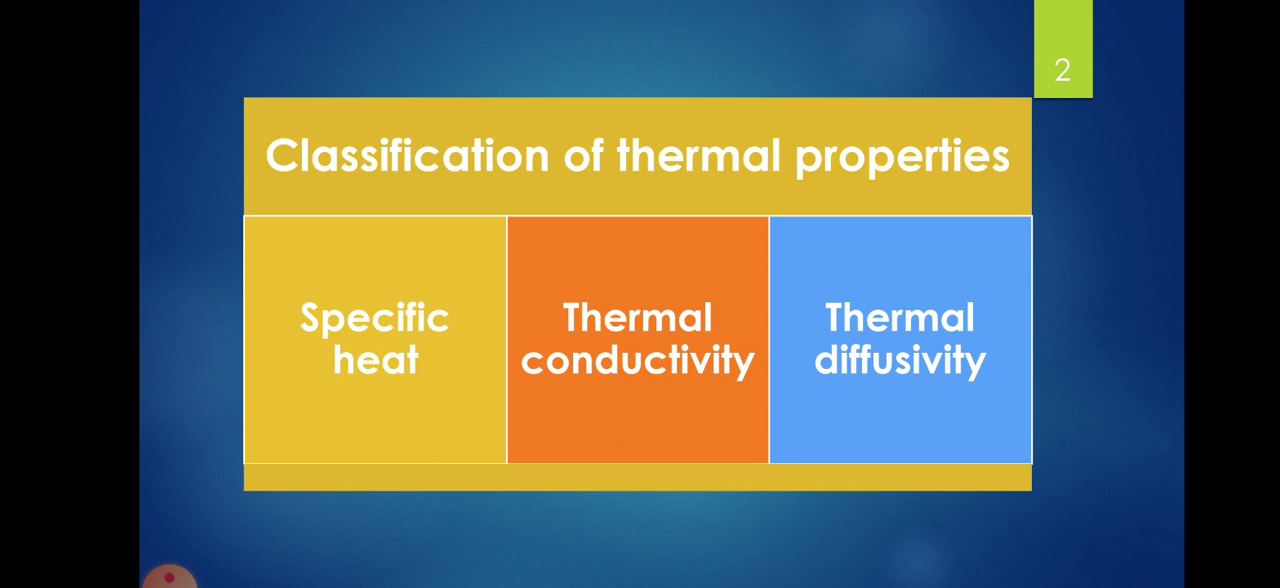 2
Classification of thermal properties
Specific
heat
Thermal
conductivity
Thermal
diffusivity